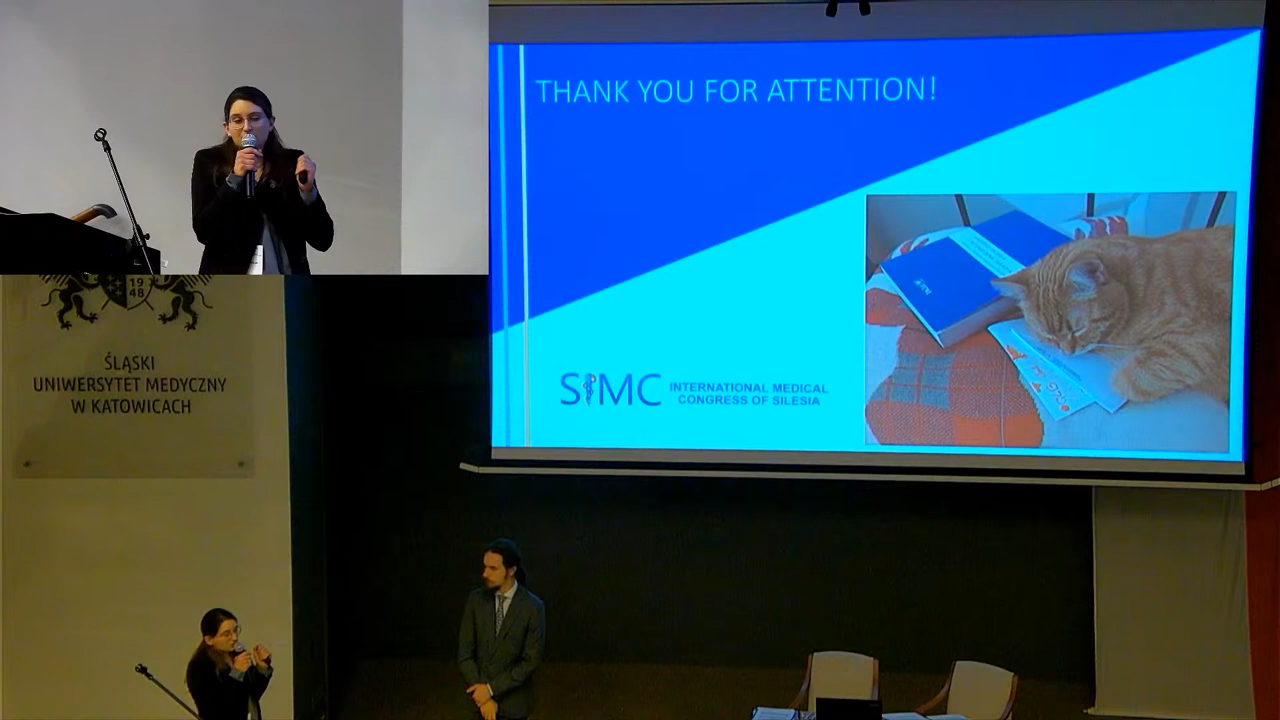 THANK YOU FOR ATTENTION!
SIMC INTERNATIONAL MEDICAL
CONGRESS OF SILESIA
19
48
ŚLĄSKI
UNIWERSYTET MEDYCZNY
W KATOWICACH